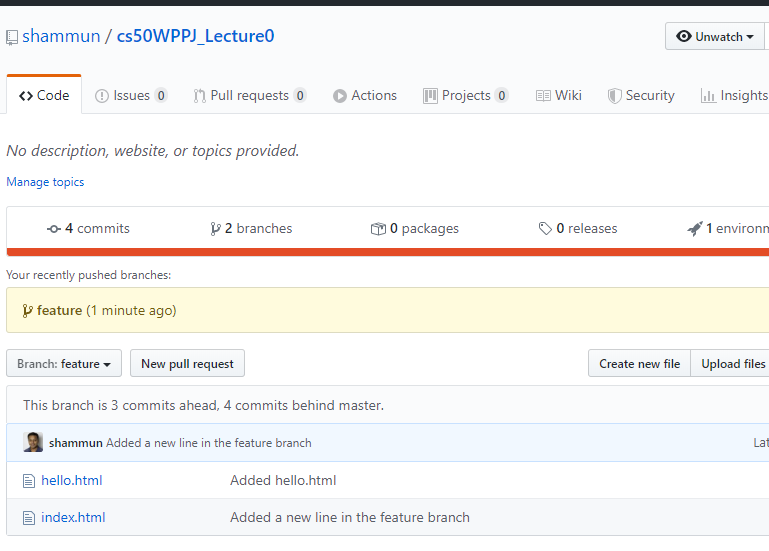 shammun / cs50WPPJ_Lecture0
Unwatch
Code
Issues 0
Pull requests 0
Actions
Projects 0
Wiki
Security
Insights
No description, website, or topics provided.
Manage topics
4 commits
2 branches
0 packages
0 releases
1 environm
Your recently pushed branches:
feature (1 minute ago)
Branch: feature
New pull request
Create new file
Upload files
This branch is 3 commits ahead, 4 commits behind master.
shammun Added a new line in the feature branch
Lat
hello.html
Added hello.html
index.html
Added a new line in the feature branch